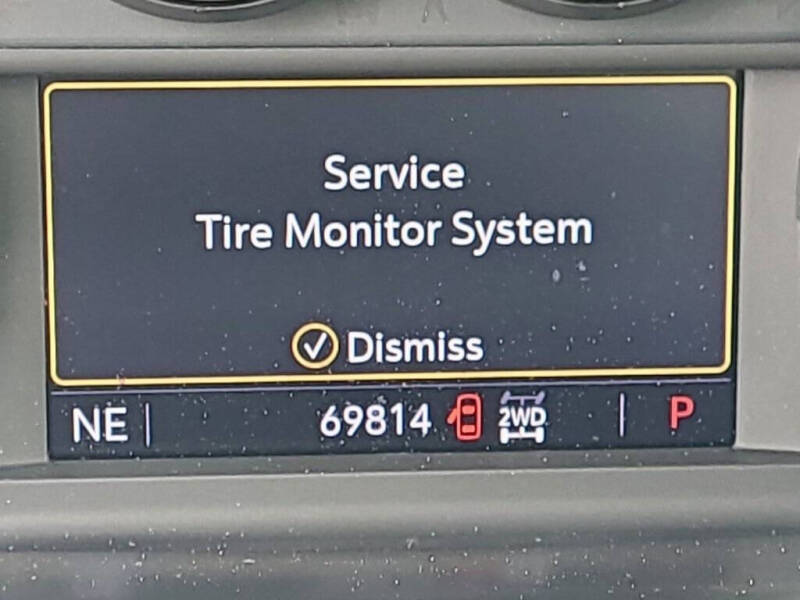 Service
Tire Monitor System
Dismiss
NE 69814 2WD P